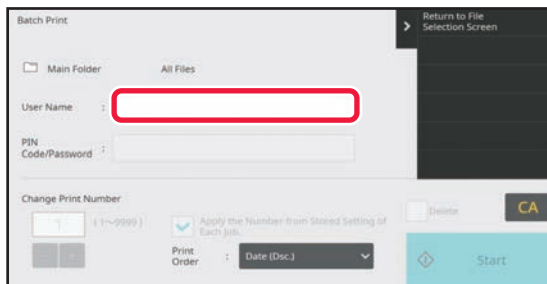 Batch Print
Return to File
Selection Screen
Main Folder All Files
User Name :
PIN
Code/Password :
Change Print Number
1 (1~9999)
Apply the Number from Stored Setting of
Each Job.
Delete
CA
Print
Order : Date (Dsc.)
Start